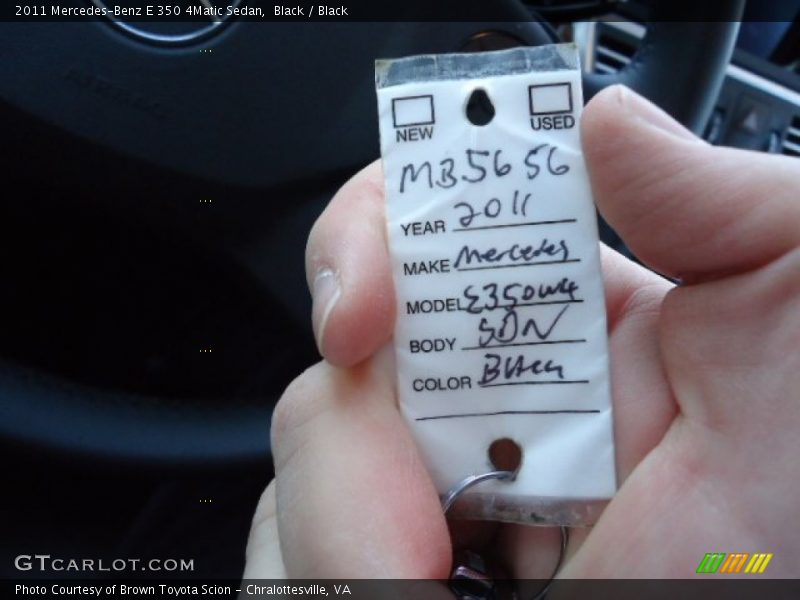 2011 Mercedes-Benz E 350 4Matic Sedan,  Black / Black
NEW USED
MB5656
YEAR 2011
MAKE Mercedes
MODEL E350W4
BODY SDN
COLOR Black
GTCARLOT.COM
Photo Courtesy of Brown Toyota Scion - Chralottesville, VA